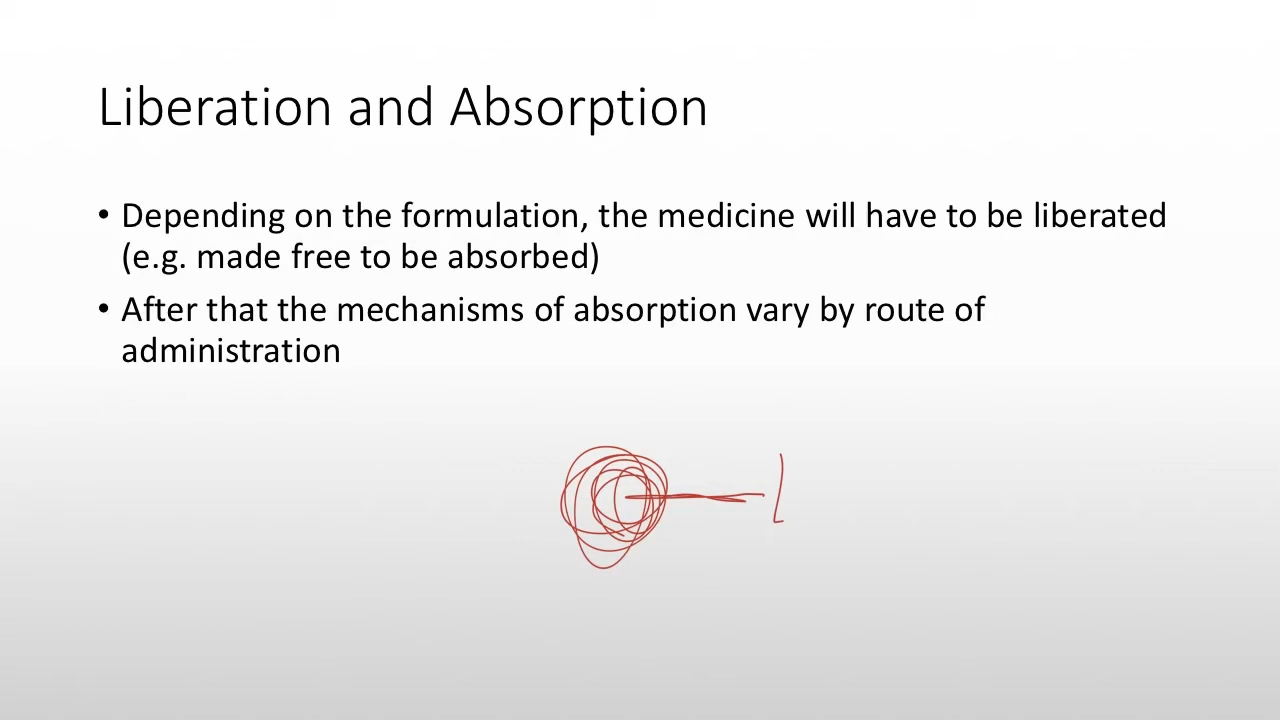 Liberation and Absorption
• Depending on the formulation, the medicine will have to be liberated
(e.g. made free to be absorbed)
• After that the mechanisms of absorption vary by route of
administration
L